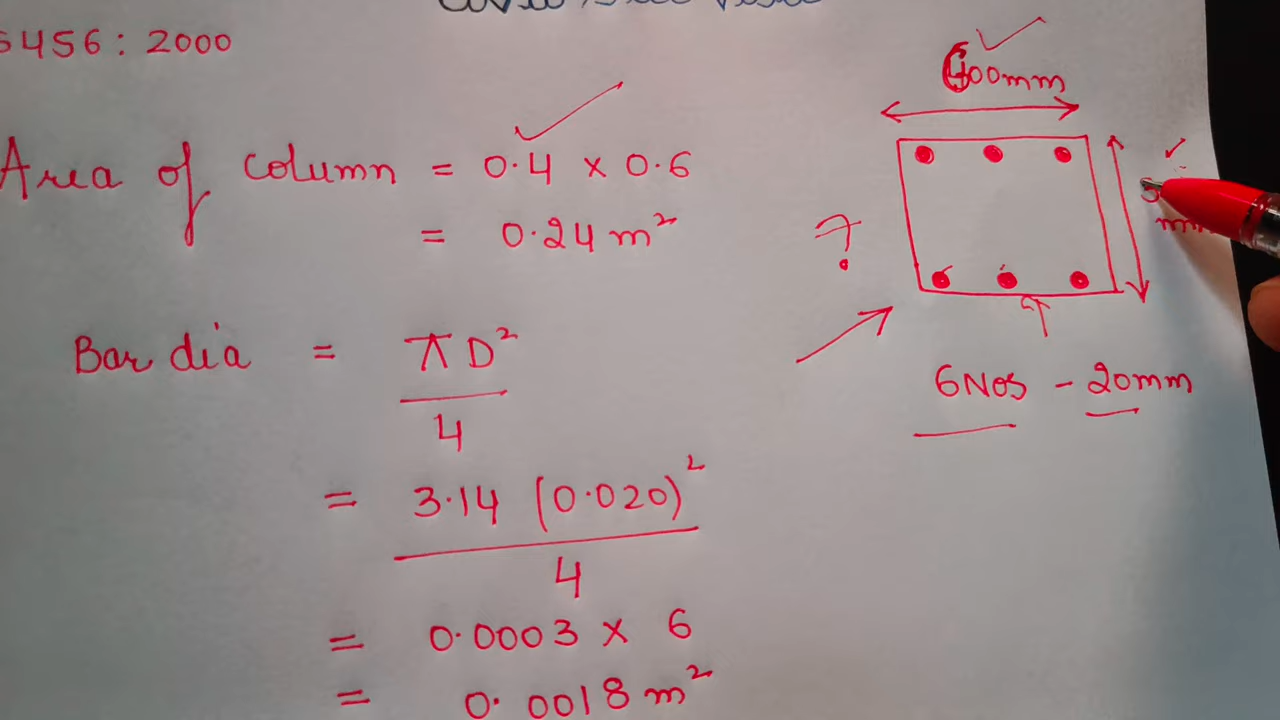 456 : 2000
400mm
Area of column = 0.4 x 0.6
= 0.24 m²
?
Bar dia = πD²
4
6Nos - 20mm
= 3.14 (0.020)²
4
= 0.0003 x 6
= 0.0018 m²